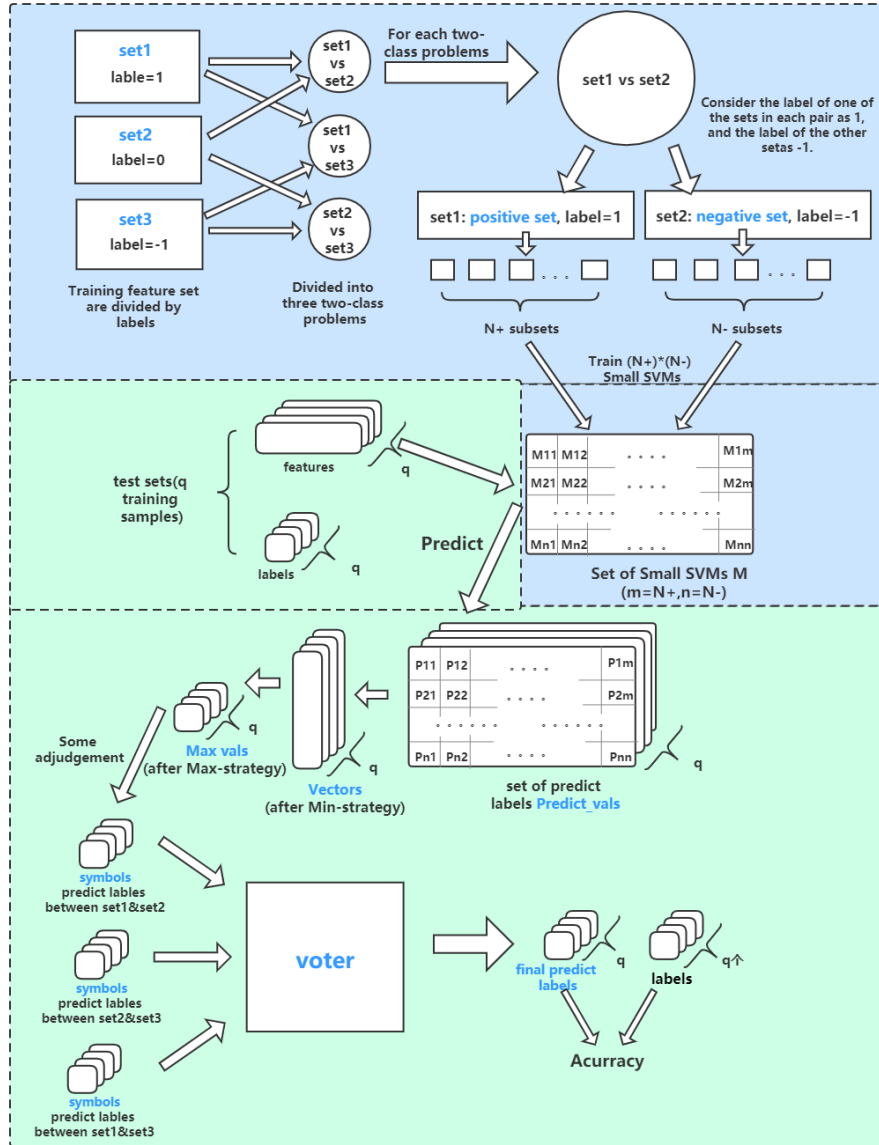 set1
lable=1
set2
label=0
set3
label=-1
Training feature set
are divided by
labels
set1
vs
set2
set1
vs
set3
set2
vs
set3
Divided into
three two-class
problems
For each two-
class problems
set1 vs set2
Consider the label of one of
the sets in each pair as 1,
and the label of the other
setas -1.
set1: positive set, label=1
set2: negative set, label=-1
N+ subsets
N- subsets
Train (N+)*(N-)
Small SVMs
test sets(q
training
samples)
features
q
labels
q
Predict
M11 M12 M1m
M21 M22 M2m
Mn1 Mn2 Mnn
Set of Small SVMs M
(m=N+,n=N-)
P11 P12 P1m
P21 P22 P2m
Pn1 Pn2 Pnn
q
set of predict
labels Predict_vals
q
Vectors
(after Min-strategy)
q
Max vals
(after Max-strategy)
Some
adjudgement
symbols
predict lables
between set1&set2
symbols
predict lables
between set2&set3
symbols
predict lables
between set1&set3
voter
q
final predict
labels
q个
labels
Acurracy